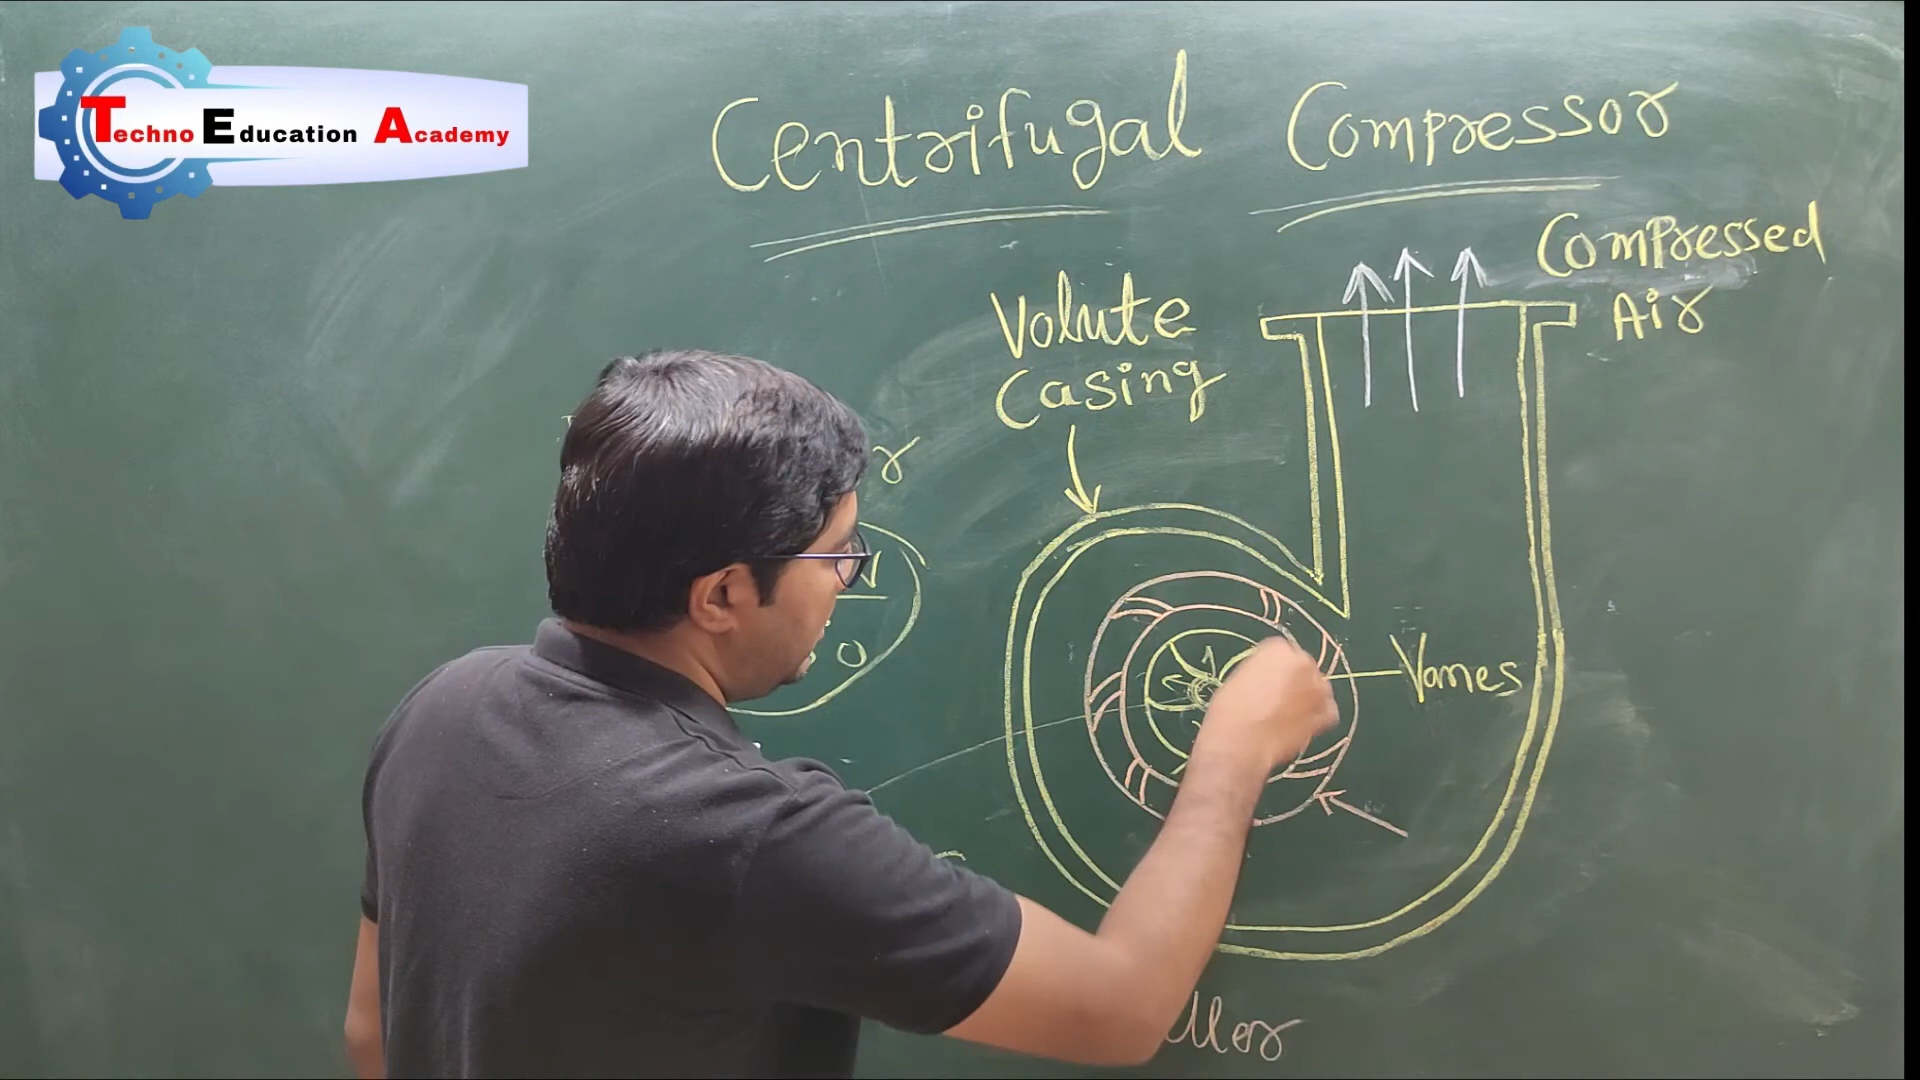 Techno Education Academy
Centrifugal Compressor
Compressed
Air
Volute
Casing
Vanes